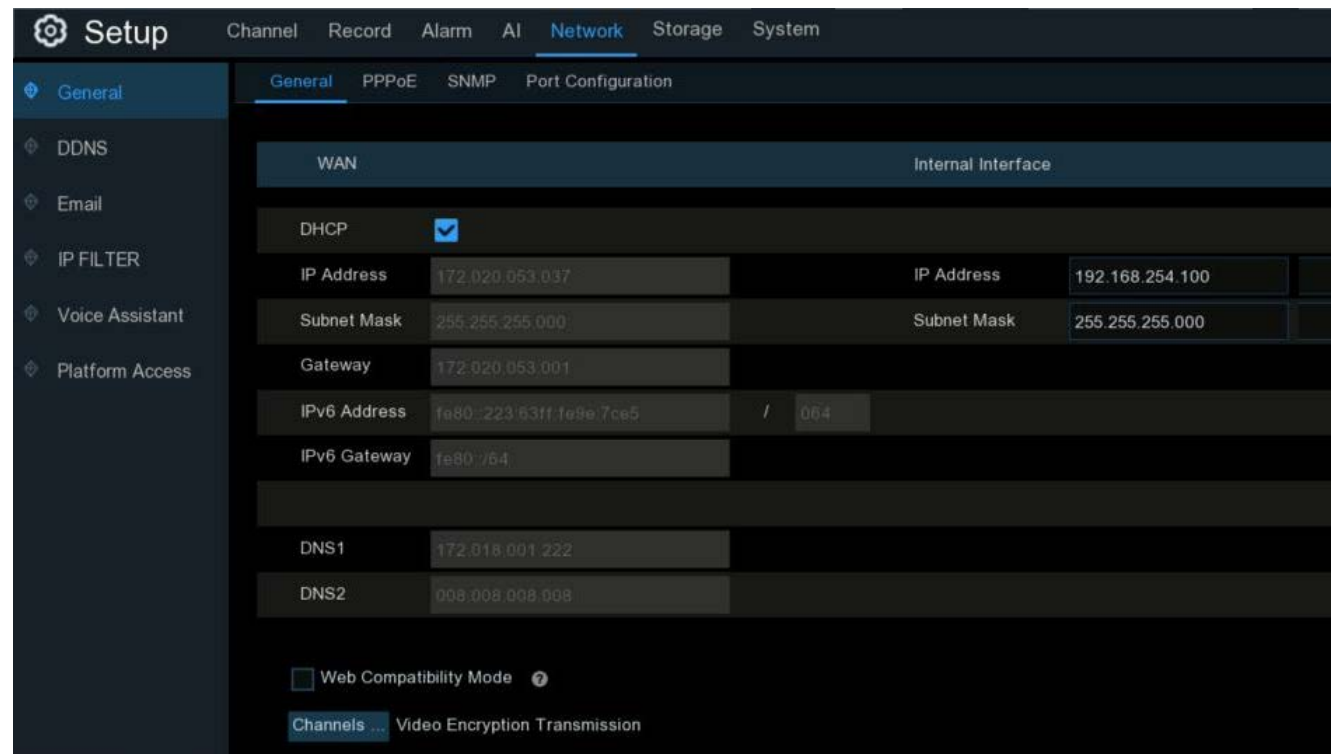 Setup Channel Record Alarm AI Network Storage System
General General PPPoE SNMP Port Configuration
DDNS
WAN Internal Interface
Email
DHCP
IP FILTER
IP Address 172.020.053.037 IP Address 192.168.254.100
Voice Assistant
Subnet Mask 255.255.255.000 Subnet Mask 255.255.255.000
Platform Access
Gateway 172.020.053.001
IPv6 Address fe80::223:63ff:fe9e:7ce5 / 064
IPv6 Gateway fe80::/64
DNS1 172.018.001.222
DNS2 008.008.008.008
Web Compatibility Mode ?
Channels ... Video Encryption Transmission